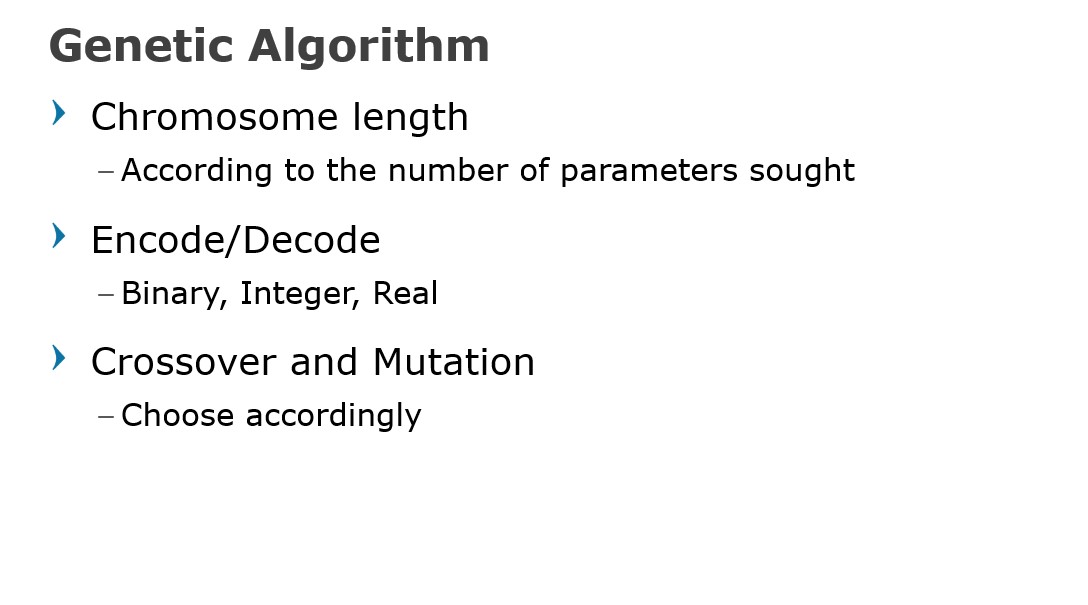 Genetic Algorithm
Chromosome length
– According to the number of parameters sought
Encode/Decode
– Binary, Integer, Real
Crossover and Mutation
– Choose accordingly